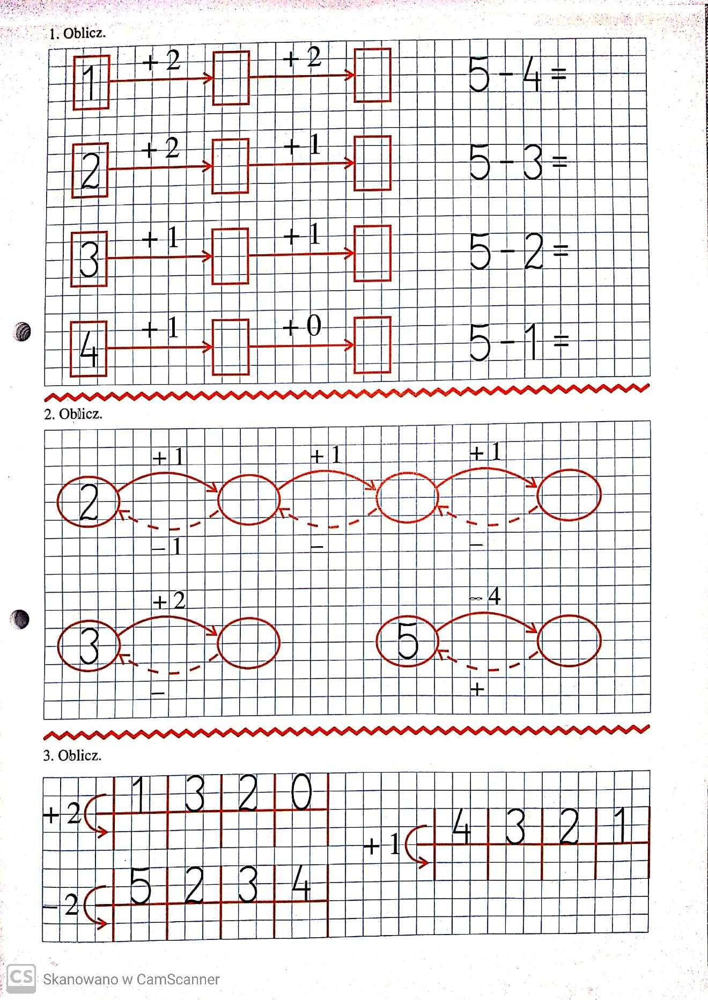 1. Oblicz.
+ 2 + 2
1 5 - 4 =
+ 2 + 1
2 5 - 3 =
+ 1 + 1
3 5 - 2 =
+ 1 + 0
4 5 - 1 =
2. Oblicz.
+ 1 + 1 + 1
2
- 1 - -
+ 2 - 4
3 5
- +
3. Oblicz.
1 3 2 0
+ 2
4 3 2 1
+ 1
5 2 3 4
- 2
CS Skanowano w CamScanner